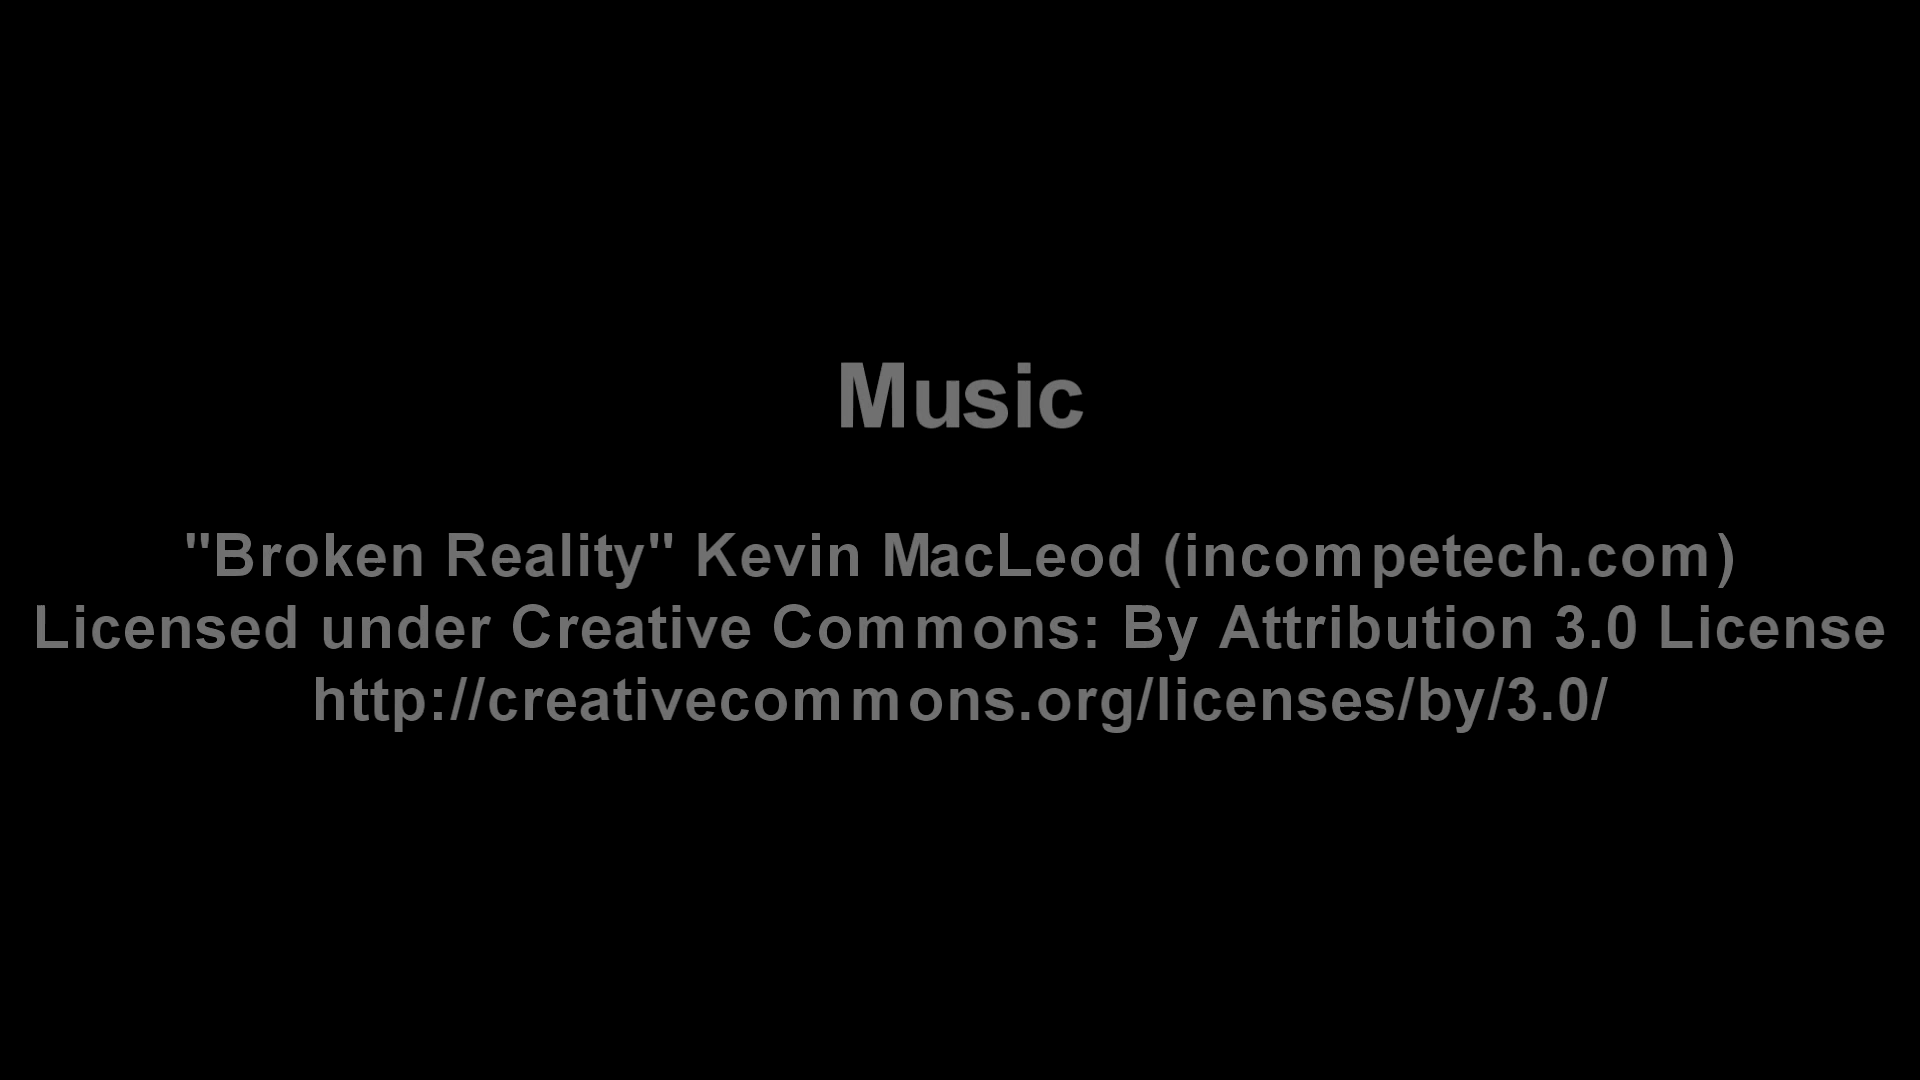 Music
"Broken Reality" Kevin MacLeod (incompetech.com)
Licensed under Creative Commons: By Attribution 3.0 License
http://creativecommons.org/licenses/by/3.0/